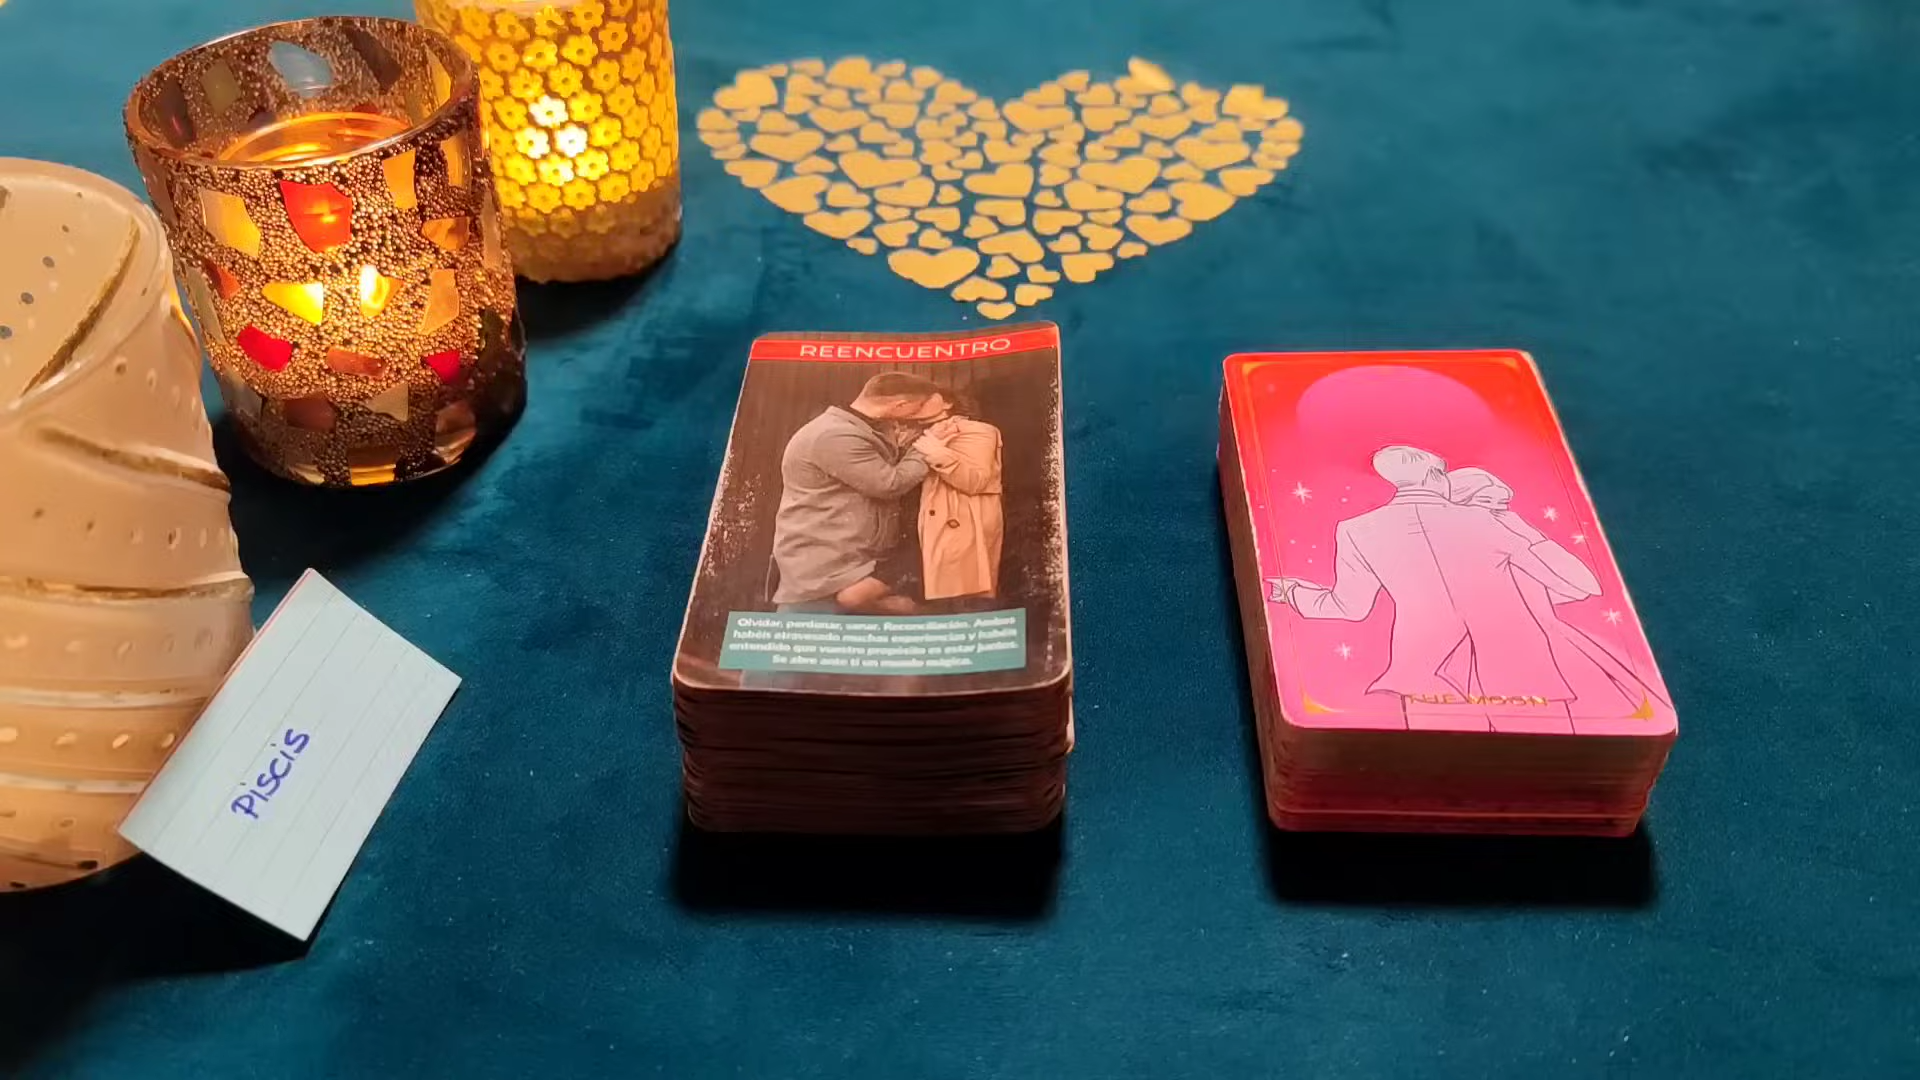 REENCUENTRO
Olvidar, perdonar, sanar. Reconciliación. Ambos
habéis atravesado muchas experiencias y habéis
entendido que vuestro propósito es estar juntos.
Se abre ante ti un mundo mágico.
THE MOON
Piscis